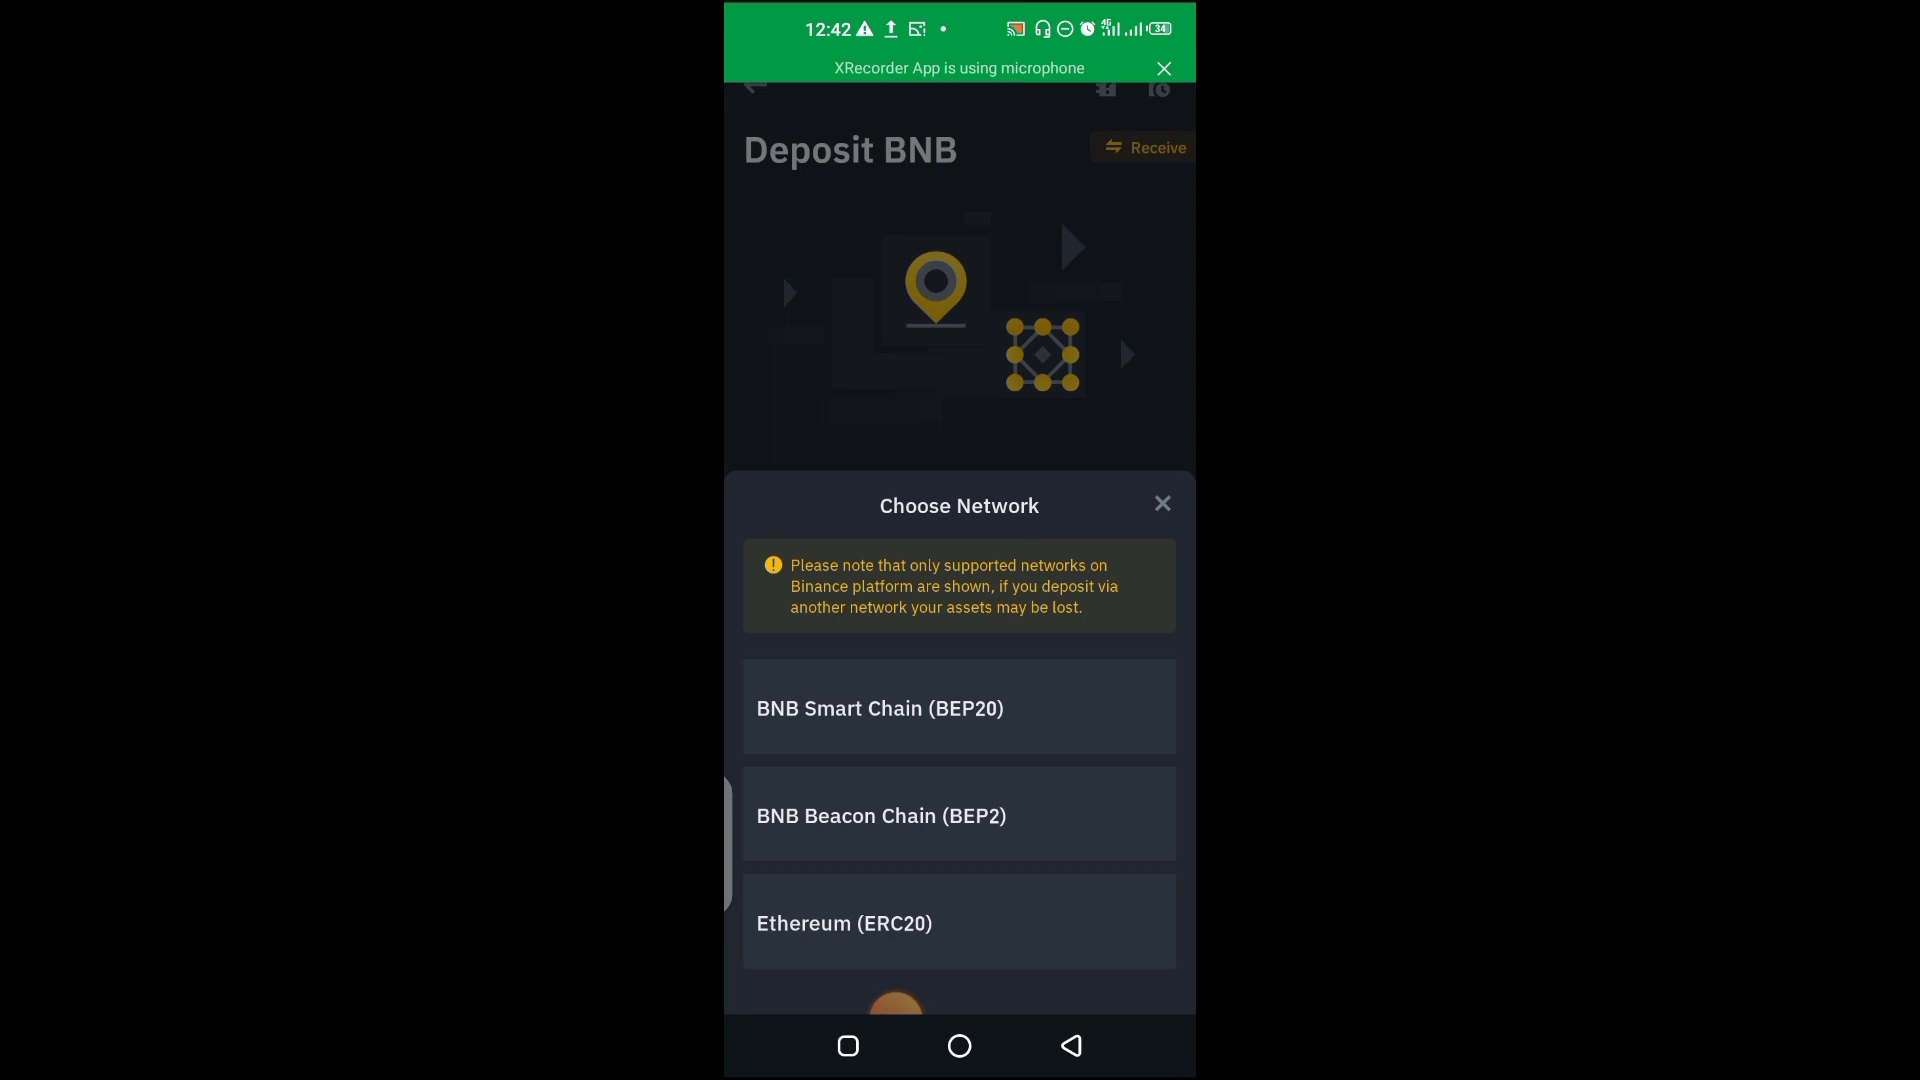 12:42
4G
34
XRecorder App is using microphone
Deposit BNB
Receive
Choose Network
Please note that only supported networks on
Binance platform are shown, if you deposit via
another network your assets may be lost.
BNB Smart Chain (BEP20)
BNB Beacon Chain (BEP2)
Ethereum (ERC20)